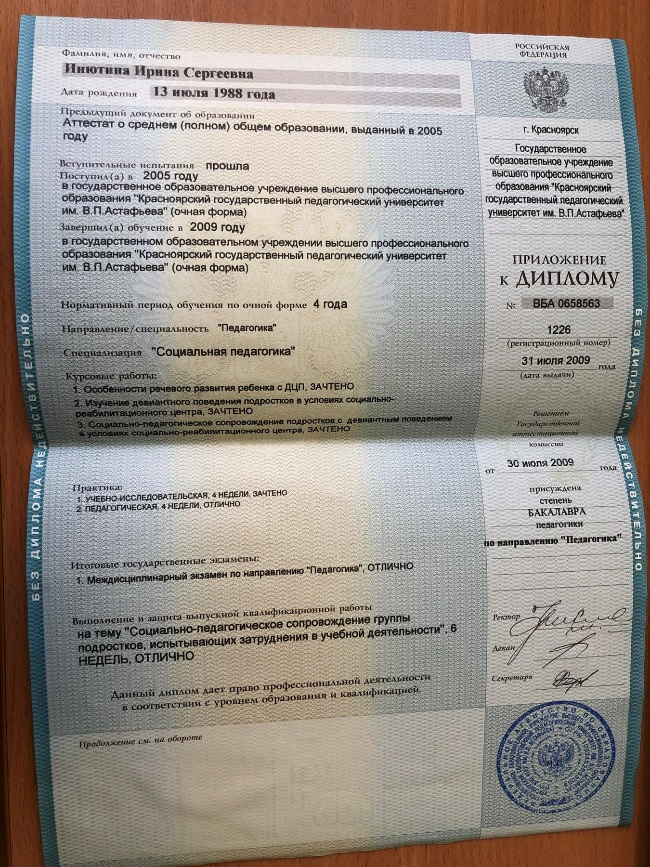 Фамилия, имя, отчество
Инютина Ирина Сергеевна
Дата рождения 13 июля 1988 года
Предыдущий документ об образовании
Аттестат о среднем (полном) общем образовании, выданный в 2005
году
Вступительные испытания прошла
Поступил(а) в 2005 году
в государственное образовательное учреждение высшего профессионального
образования "Красноярский государственный педагогический университет
им. В.П.Астафьева" (очная форма)
Завершил(а) обучение в 2009 году
в государственном образовательном учреждении высшего профессионального
образования "Красноярский государственный педагогический университет
им. В.П.Астафьева" (очная форма)
Нормативный период обучения по очной форме 4 года
Направление/специальность "Педагогика"
Специализация "Социальная педагогика"
Курсовые работы:
1. Особенности речевого развития ребенка с ДЦП, ЗАЧТЕНО
2. Изучение девиантного поведения подростков в условиях социально-
реабилитационного центра, ЗАЧТЕНО
3. Социально-педагогическое сопровождение подростков с девиантным поведением
в условиях социально-реабилитационного центра, ЗАЧТЕНО
Практика:
1. УЧЕБНО-ИССЛЕДОВАТЕЛЬСКАЯ, 4 НЕДЕЛИ, ЗАЧТЕНО
2. ПЕДАГОГИЧЕСКАЯ, 4 НЕДЕЛИ, ОТЛИЧНО
Итоговые государственные экзамены:
1. Междисциплинарный экзамен по направлению "Педагогика", ОТЛИЧНО
Выполнение и защита выпускной квалификационной работы
на тему "Социально-педагогическое сопровождение группы
подростков, испытывающих затруднения в учебной деятельности", 6
НЕДЕЛЬ, ОТЛИЧНО
Данный диплом дает право профессиональной деятельности
в соответствии с уровнем образования и квалификацией.
Продолжение см. на обороте
БЕЗ ДИПЛОМА НЕДЕЙСТВИТЕЛЬНО
РОССИЙСКАЯ
ФЕДЕРАЦИЯ
г. Красноярск
Государственное
образовательное учреждение
высшего профессионального
образования "Красноярский
государственный педагогический
университет им. В.П.Астафьева"
ПРИЛОЖЕНИЕ
к ДИПЛОМУ
№ ВБА 0658563
1226
(регистрационный номер)
31 июля 2009 года
(дата выдачи)
Решением
Государственной
аттестационной
комиссии
от 30 июля 2009 года
присуждена
степень
БАКАЛАВРА
педагогики
по направлению "Педагогика"
Ректор
Декан
Секретарь
БЕЗ ДИПЛОМА НЕДЕЙСТВИТЕЛЬНО